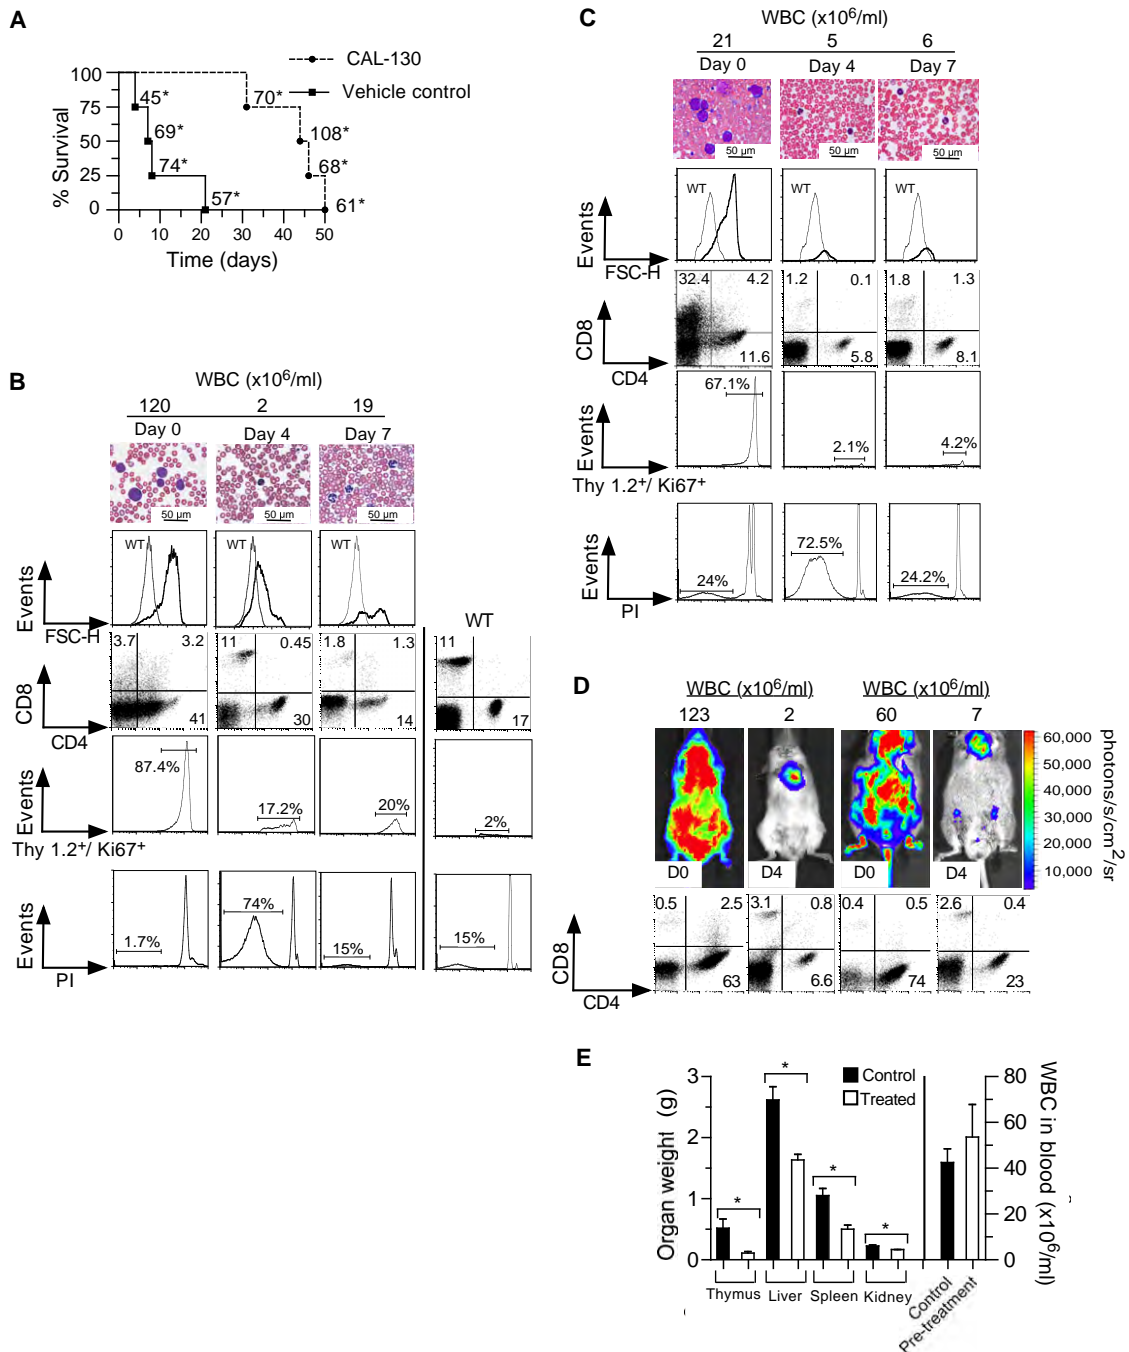 A
CAL-130
Vehicle control
% Survival
100
75
50
25
0
45*
69*
74*
57*
70*
108*
68*
61*
0 10 20 30 40 50
Time (days)
B
WBC (x10⁶/ml)
120 2 19
Day 0 Day 4 Day 7
50 µm 50 µm 50 µm
Events
WT WT WT
FSC-H
WT
CD8
3.7 3.2 11 0.45 1.8 1.3 11
41 30 14 17
CD4
Events
87.4% 17.2% 20% 2%
Thy 1.2⁺/ Ki67⁺
Events
1.7% 74% 15% 15%
PI
C
WBC (x10⁶/ml)
21 5 6
Day 0 Day 4 Day 7
50 µm 50 µm 50 µm
Events
WT WT WT
FSC-H
CD8
32.4 4.2 1.2 0.1 1.8 1.3
11.6 5.8 8.1
CD4
Events
67.1% 2.1% 4.2%
Thy 1.2⁺/ Ki67⁺
Events
24% 72.5% 24.2%
PI
D
WBC (x10⁶/ml) WBC (x10⁶/ml)
123 2 60 7
D0 D4 D0 D4
60,000
50,000
40,000
30,000
20,000
10,000
photons/s/cm²/sr
CD8
0.5 2.5 3.1 0.8 0.4 0.5 2.6 0.4
63 6.6 74 23
CD4
E
Control
Treated
Organ weight (g)
3
2
1
0
* * * *
80
60
40
20
0
WBC in blood (x10⁶/ml)
Thymus Liver Spleen Kidney
Control
Pre-treatment